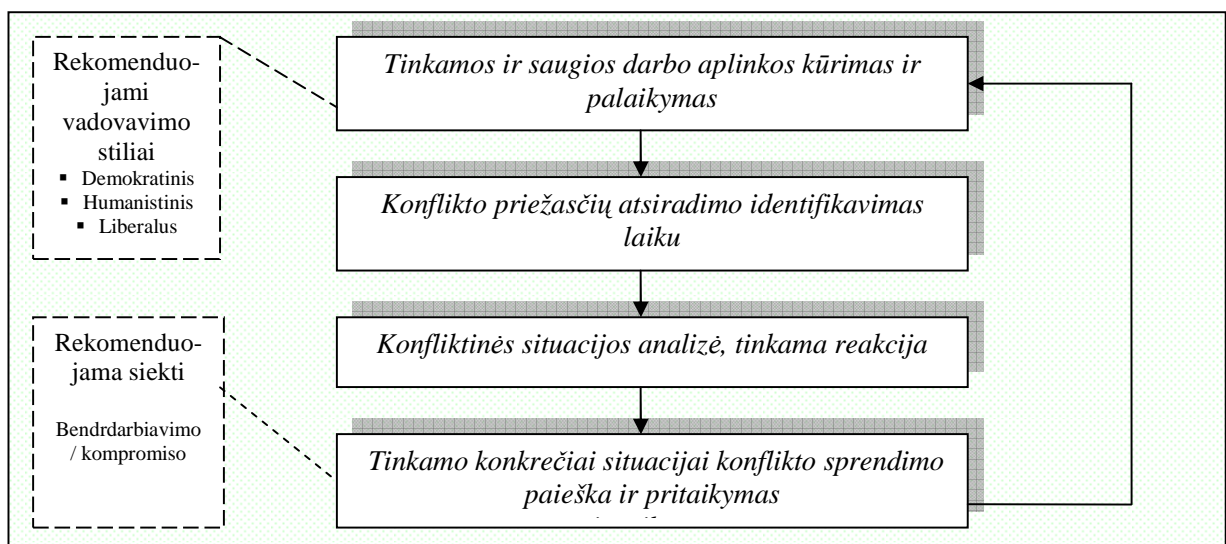 Rekomenduo-
jami
vadovavimo
stiliai
▪ Demokratinis
▪ Humanistinis
▪ Liberalus
Tinkamos ir saugios darbo aplinkos kūrimas ir
palaikymas
Konflikto priežasčių atsiradimo identifikavimas
laiku
Konfliktinės situacijos analizė, tinkama reakcija
Rekomenduo-
jama siekti
Bendrdarbiavimo
/ kompromiso
Tinkamo konkrečiai situacijai konflikto sprendimo
paieška ir pritaikymas